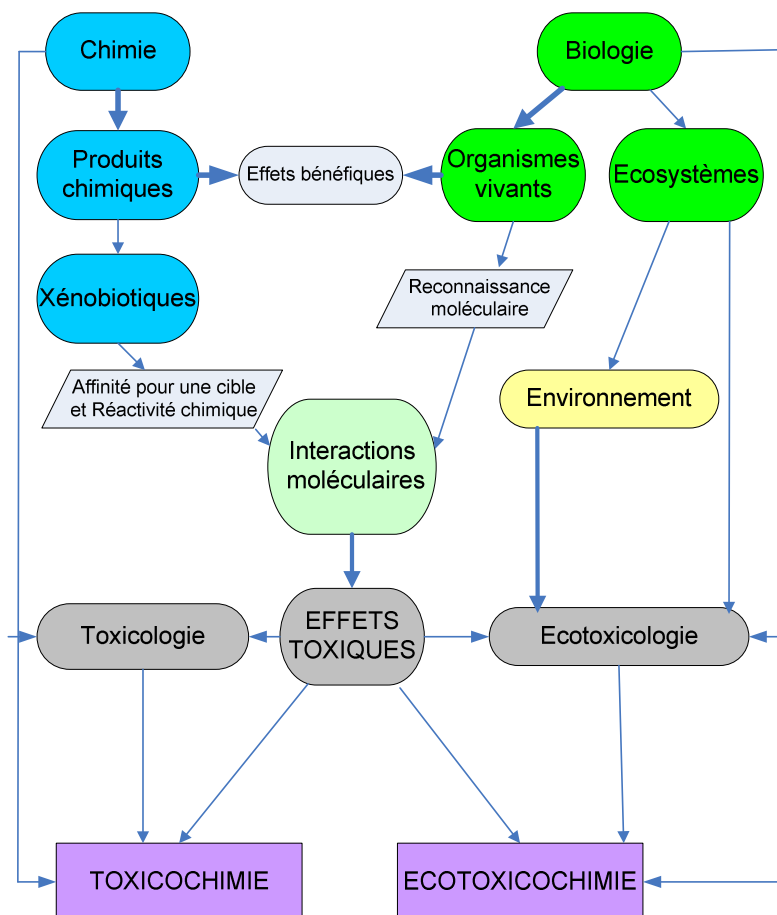 Chimie
Biologie
Produits
chimiques
Effets bénéfiques
Organismes
vivants
Ecosystèmes
Xénobiotiques
Reconnaissance
moléculaire
Affinité pour une cible
et Réactivité chimique
Environnement
Interactions
moléculaires
Toxicologie
EFFETS
TOXIQUES
Ecotoxicologie
TOXICOCHIMIE
ECOTOXICOCHIMIE